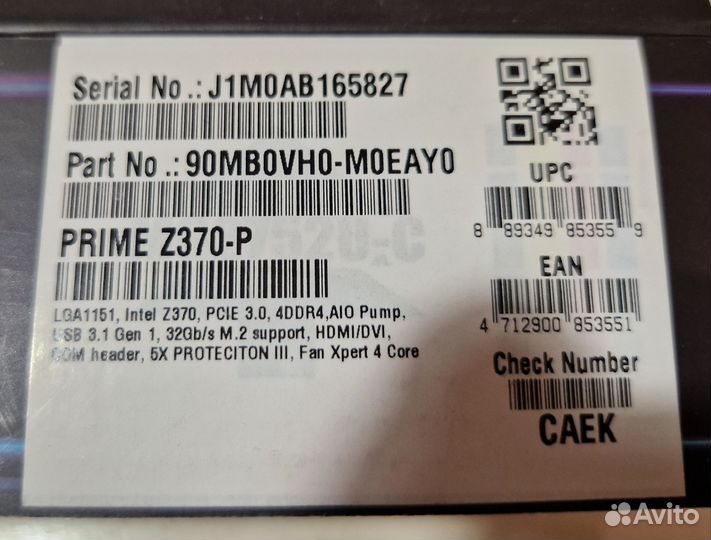 Serial No .: J1M0AB165827
Part No .: 90MB0VH0-M0EAY0
PRIME Z370-P
LGA1151, Intel Z370, PCIE 3.0, 4DDR4,AIO Pump,
USB 3.1 Gen 1, 32Gb/s M.2 support, HDMI/DVI,
COM header, 5X PROTECITON III, Fan Xpert 4 Core
UPC
8 89349 85355 9
EAN
4 712900 853551
Check Number
CAEK
Avito